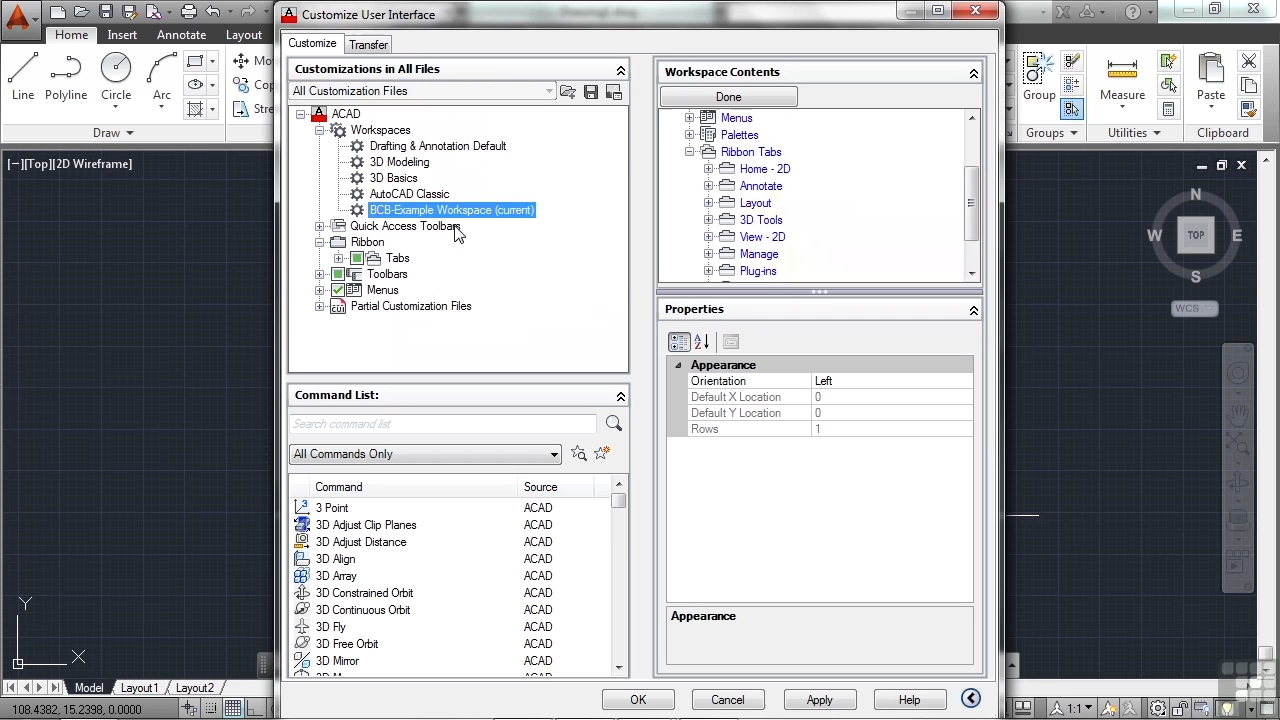 Customize User Interface
Home Insert Annotate Layout
Line Polyline Circle Arc
Draw
Group
Measure
Paste
Groups
Utilities
Clipboard
[−][Top][2D Wireframe]
Customize Transfer
Customizations in All Files
All Customization Files
ACAD
Workspaces
Drafting & Annotation Default
3D Modeling
3D Basics
AutoCAD Classic
BCB-Example Workspace (current)
Quick Access Toolbars
Ribbon
Tabs
Toolbars
Menus
Partial Customization Files
Command List:
Search command list
All Commands Only
Command Source
3 Point ACAD
3D Adjust Clip Planes ACAD
3D Adjust Distance ACAD
3D Align ACAD
3D Array ACAD
3D Constrained Orbit ACAD
3D Continuous Orbit ACAD
3D Fly ACAD
3D Free Orbit ACAD
3D Mirror ACAD
Workspace Contents
Done
Menus
Palettes
Ribbon Tabs
Home - 2D
Annotate
Layout
3D Tools
View - 2D
Manage
Plug-ins
Properties
Appearance
Orientation Left
Default X Location 0
Default Y Location 0
Rows 1
Appearance
OK Cancel Apply Help
N
W TOP E
S
WCS
Y
X
Model Layout1 Layout2
108.4382, 15.2398, 0.0000
1:1